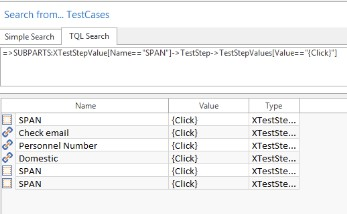 Search from... TestCases
Simple Search TQL Search
=>SUBPARTS:XTestStepValue[Name=="SPAN"]->TestStep->TestStepValues[Value=="{Click}"]
Name Value Type
SPAN {Click} XTestSte...
Check email {Click} XTestSte...
Personnel Number {Click} XTestSte...
Domestic {Click} XTestSte...
SPAN {Click} XTestSte...
SPAN {Click} XTestSte...